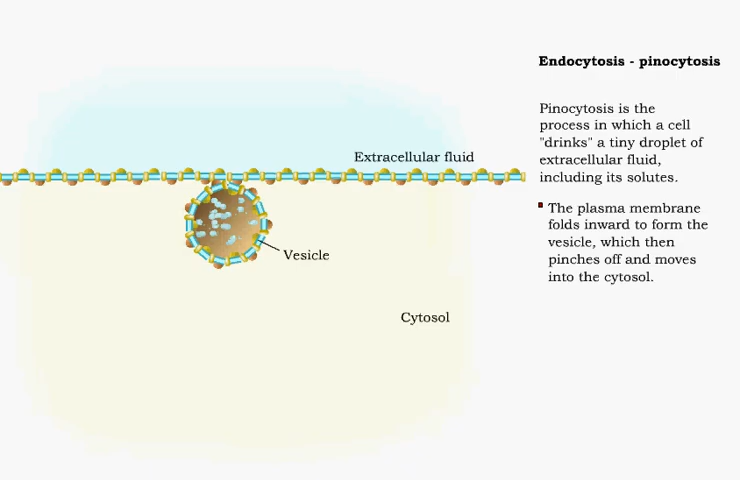 Endocytosis - pinocytosis
Pinocytosis is the
process in which a cell
"drinks" a tiny droplet of
extracellular fluid,
including its solutes.
The plasma membrane
folds inward to form the
vesicle, which then
pinches off and moves
into the cytosol.
Extracellular fluid
Vesicle
Cytosol